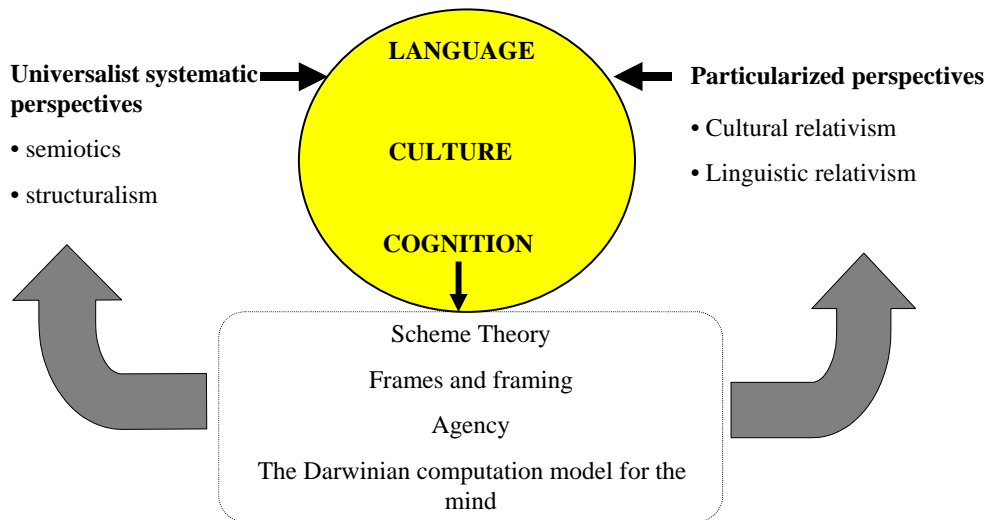 LANGUAGE
Universalist systematic
perspectives
• semiotics
• structuralism
CULTURE
COGNITION
Particularized perspectives
• Cultural relativism
• Linguistic relativism
Scheme Theory
Frames and framing
Agency
The Darwinian computation model for the
mind